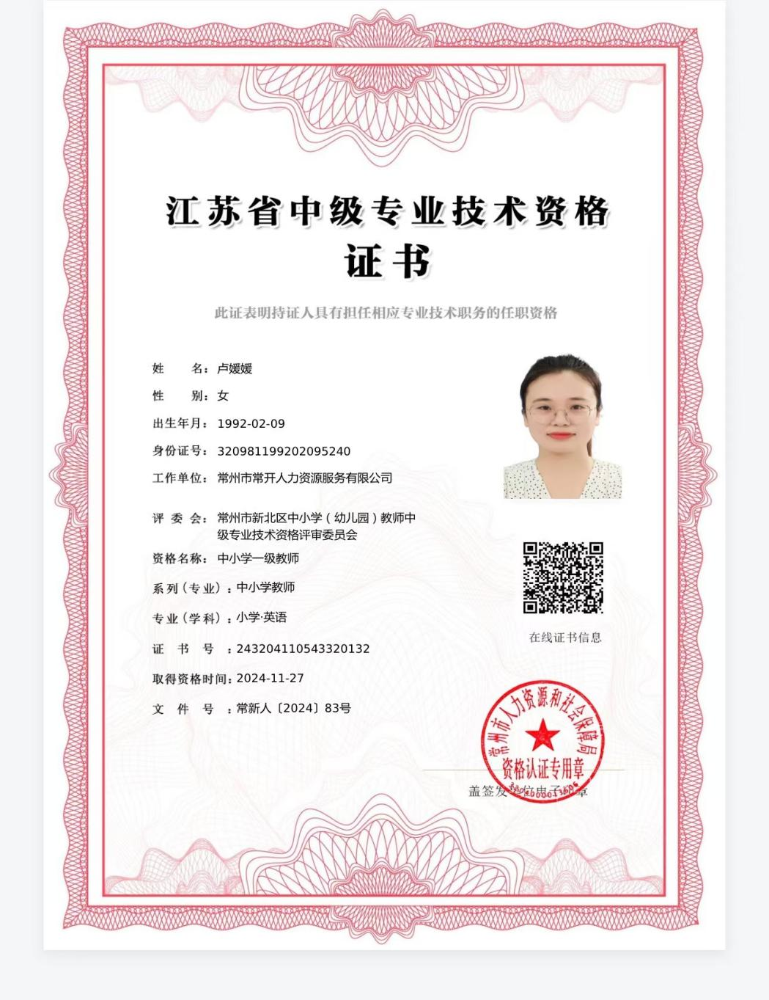 江苏省中级专业技术资格
证书
此证表明持证人具有担任相应专业技术职务的任职资格
姓名：卢媛媛
性别：女
出生年月：1992-02-09
身份证号：320981199202095240
工作单位：常州市常开人力资源服务有限公司
评委会：常州市新北区中小学（幼儿园）教师中
级专业技术资格评审委员会
资格名称：中小学一级教师
系列(专业)：中小学教师
专业(学科)：小学·英语
证书号：243204110543320132
取得资格时间：2024-11-27
文件号：常新人〔2024〕83号
在线证书信息
常州市人力资源和社会保障局
资格认证专用章
盖签发单位电子印章